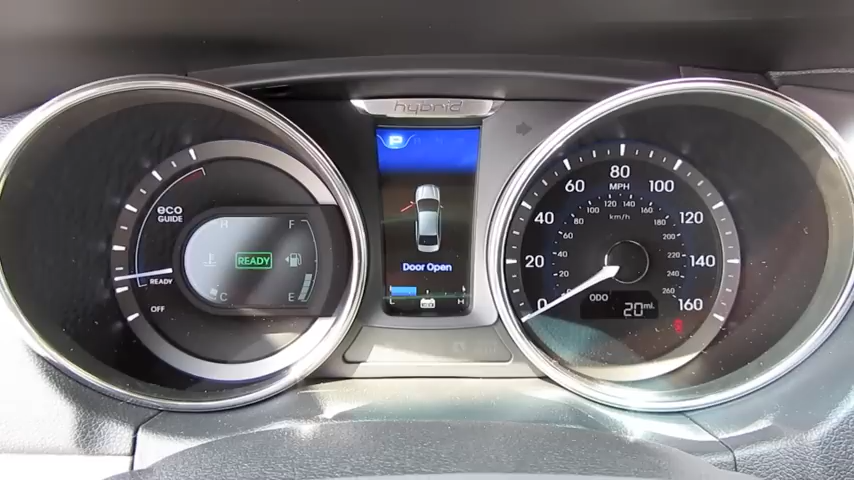 hybrid
P
eco
GUIDE
READY
OFF
H
F
READY
C
E
Door Open
H
0
20
40
60
80
100
120
140
160
MPH
20
40
60
80
100
120
140
160
180
200
220
240
260
km/h
ODO
20 mi.